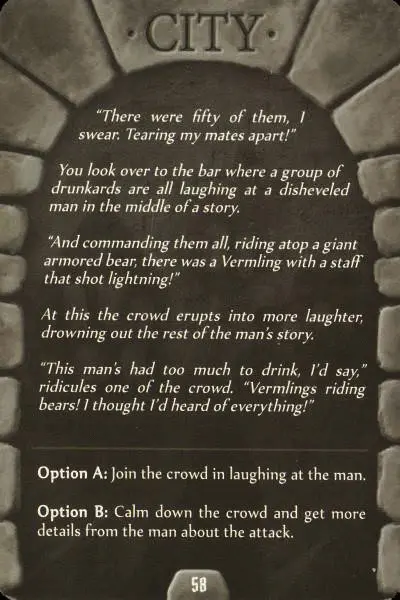 ·CITY·
“There were fifty of them, I
swear. Tearing my mates apart!”
You look over to the bar where a group of
drunkards are all laughing at a disheveled
man in the middle of a story.
“And commanding them all, riding atop a giant
armored bear, there was a Vermling with a staff
that shot lightning!”
At this the crowd erupts into more laughter,
drowning out the rest of the man’s story.
“This man’s had too much to drink, I’d say,”
ridicules one of the crowd. “Vermlings riding
bears! I thought I’d heard of everything!”
Option A: Join the crowd in laughing at the man.
Option B: Calm down the crowd and get more
details from the man about the attack.
58